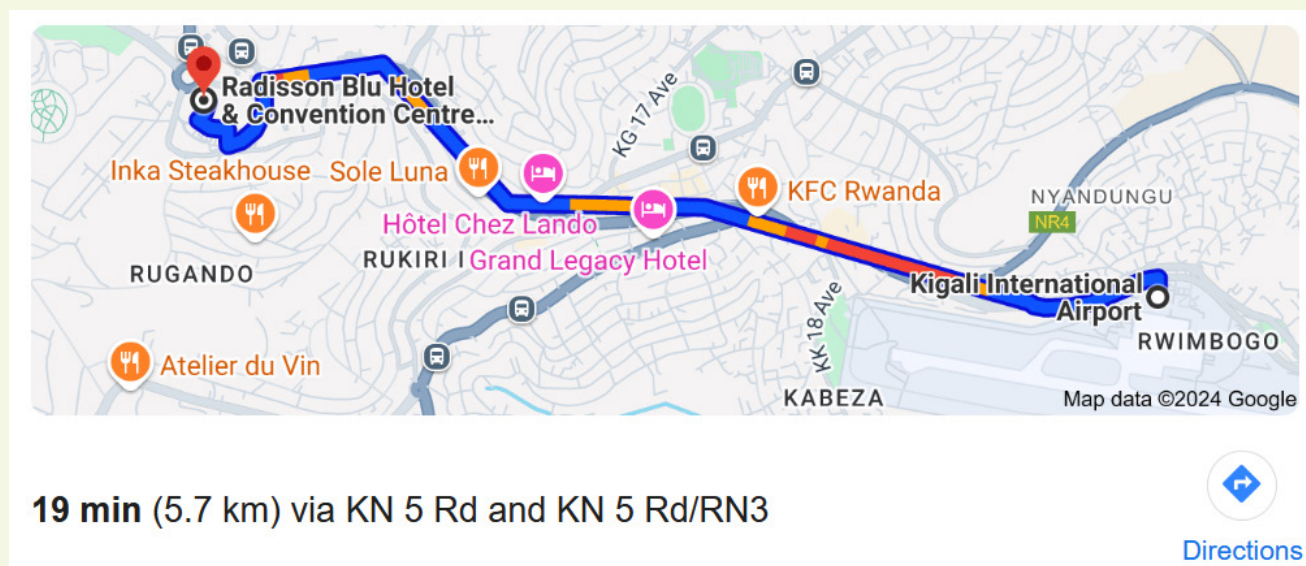 Radisson Blu Hotel
& Convention Centre...
KG 17 Ave
Inka Steakhouse
Sole Luna
KFC Rwanda
NYANDUNGU
NR4
Hôtel Chez Lando
RUGANDO
RUKIRI I
Grand Legacy Hotel
Kigali International
Airport
KK 18 Ave
RWIMBOGO
Atelier du Vin
KABEZA
Map data ©2024 Google
19 min (5.7 km) via KN 5 Rd and KN 5 Rd/RN3
Directions